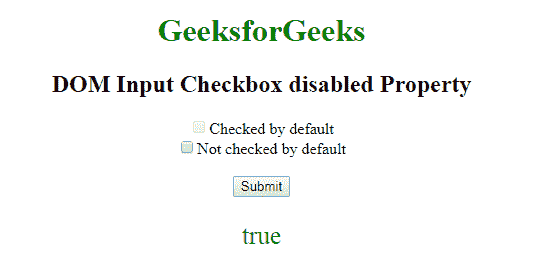 GeeksforGeeks
DOM Input Checkbox disabled Property
Checked by default
Not checked by default
Submit
true